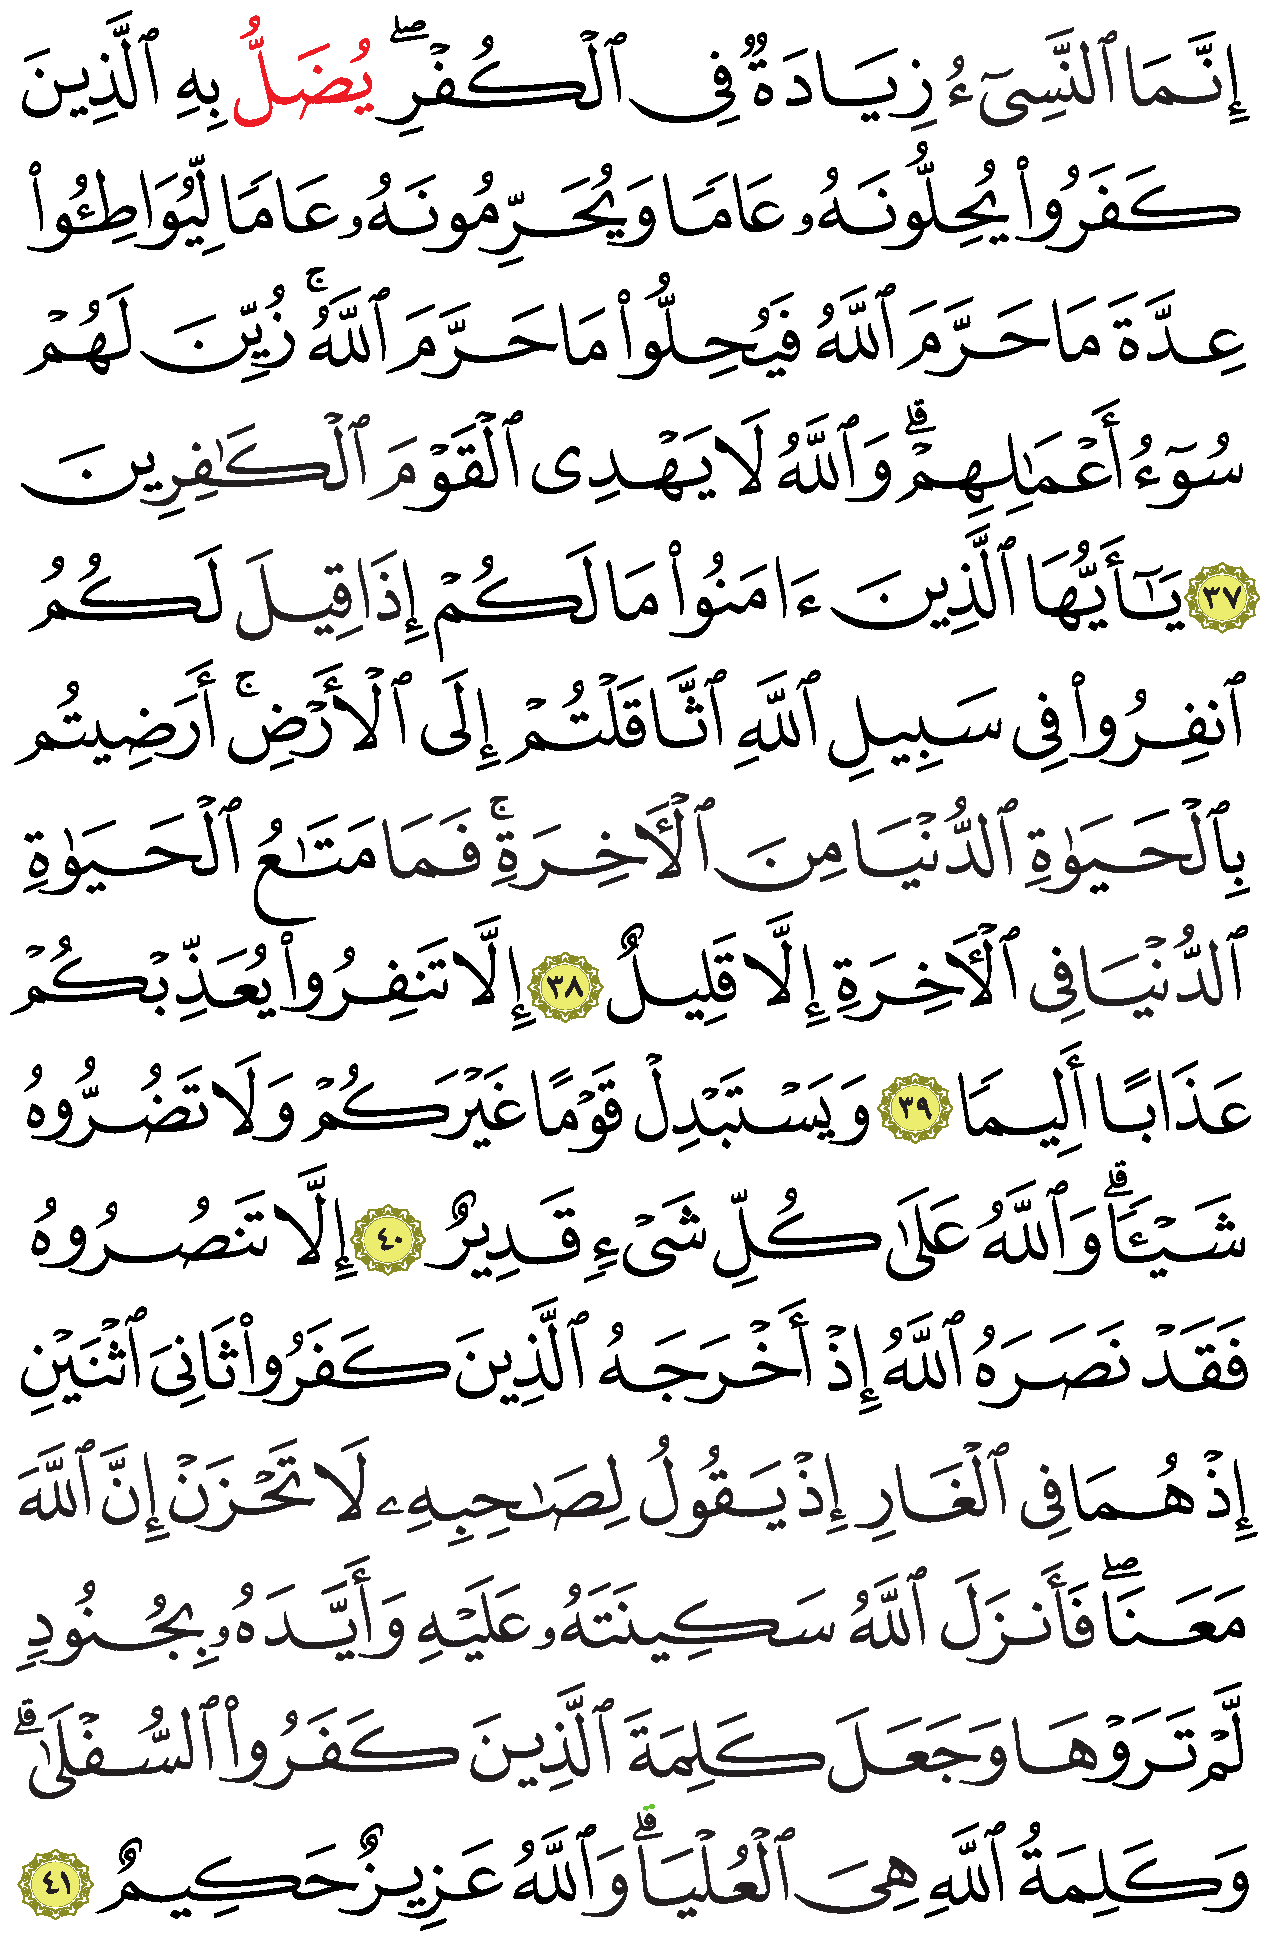 إِنَّمَا ٱلنَّسِىٓءُ زِيَادَةٌ فِى ٱلْكُفْرِۖ يُضَلُّ بِهِ ٱلَّذِينَ
كَفَرُوا۟ يُحِلُّونَهُۥ عَامًا وَيُحَرِّمُونَهُۥ عَامًا لِّيُوَاطِـُٔوا۟
عِدَّةَ مَا حَرَّمَ ٱللَّهُ فَيُحِلُّوا۟ مَا حَرَّمَ ٱللَّهُۚ زُيِّنَ لَهُمْ
سُوٓءُ أَعْمَـٰلِهِمْۗ وَٱللَّهُ لَا يَهْدِى ٱلْقَوْمَ ٱلْكَـٰفِرِينَ
٣٧ يَـٰٓأَيُّهَا ٱلَّذِينَ ءَامَنُوا۟ مَا لَكُمْ إِذَا قِيلَ لَكُمُ
ٱنفِرُوا۟ فِى سَبِيلِ ٱللَّهِ ٱثَّاقَلْتُمْ إِلَى ٱلْأَرْضِۚ أَرَضِيتُم
بِٱلْحَيَوٰةِ ٱلدُّنْيَا مِنَ ٱلْـَٔاخِرَةِۚ فَمَا مَتَـٰعُ ٱلْحَيَوٰةِ
ٱلدُّنْيَا فِى ٱلْـَٔاخِرَةِ إِلَّا قَلِيلٌ ٣٨ إِلَّا تَنفِرُوا۟ يُعَذِّبْكُمْ
عَذَابًا أَلِيمًا ٣٩ وَيَسْتَبْدِلْ قَوْمًا غَيْرَكُمْ وَلَا تَضُرُّوهُ
شَيْـًٔاۗ وَٱللَّهُ عَلَىٰ كُلِّ شَىْءٍ قَدِيرٌ ٤٠ إِلَّا تَنصُرُوهُ
فَقَدْ نَصَرَهُ ٱللَّهُ إِذْ أَخْرَجَهُ ٱلَّذِينَ كَفَرُوا۟ ثَانِىَ ٱثْنَيْنِ
إِذْ هُمَا فِى ٱلْغَارِ إِذْ يَقُولُ لِصَـٰحِبِهِۦ لَا تَحْزَنْ إِنَّ ٱللَّهَ
مَعَنَاۖ فَأَنزَلَ ٱللَّهُ سَكِينَتَهُۥ عَلَيْهِ وَأَيَّدَهُۥ بِجُنُودٍ
لَّمْ تَرَوْهَا وَجَعَلَ كَلِمَةَ ٱلَّذِينَ كَفَرُوا۟ ٱلسُّفْلَىٰۗ
وَكَلِمَةُ ٱللَّهِ هِىَ ٱلْعُلْيَاۗ وَٱللَّهُ عَزِيزٌ حَكِيمٌ ٤١